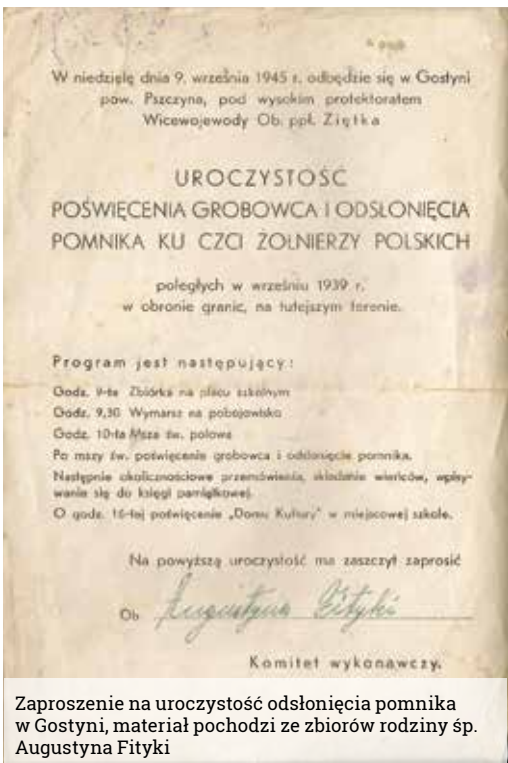 W niedzielę dnia 9. września 1945 r. odbędzie się w Gostyni
pow. Pszczyna, pod wysokim protektoratem
Wicewojewody Ob. ppł. Ziętka
UROCZYSTOŚĆ
POŚWIĘCENIA GROBOWCA I ODSŁONIĘCIA
POMNIKA KU CZCI ŻOŁNIERZY POLSKICH
poległych w wrześniu 1939 r.
w obronie granic, na tutejszym terenie.
Program jest następujący:
Godz. 9-ta Zbiórka na placu szkolnym
Godz. 9,30 Wymarsz na pobojowisko
Godz. 10-ta Msza św. polowa
Po mszy św. poświęcenie grobowca i odsłonięcie pomnika.
Następnie okolicznościowe przemówienia, składanie wieńców, wpisy-
wanie się do księgi pamiątkowej.
O godz. 16-tej poświęcenie „Domu Kultury" w miejscowej szkole.
Na powyższą uroczystość ma zaszczyt zaprosić
Ob. Augustyna Fityki
Komitet wykonawczy.
Zaproszenie na uroczystość odsłonięcia pomnika
w Gostyni, materiał pochodzi ze zbiorów rodziny śp.
Augustyna Fityki